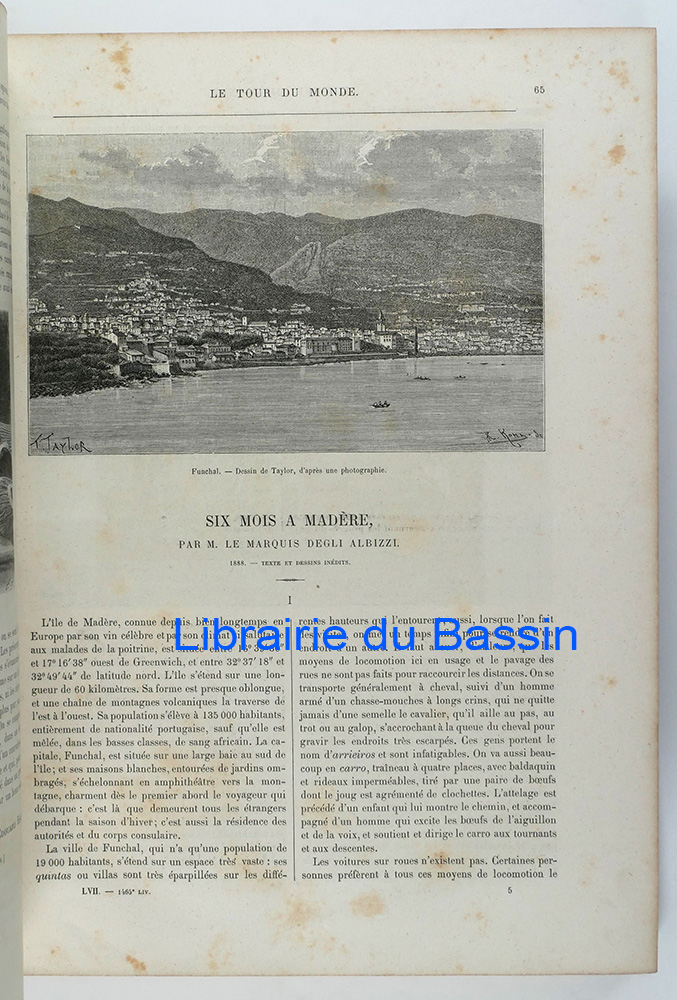 LE TOUR DU MONDE.
65
T. TAYLOR
Funchal. — Dessin de Taylor, d'après une photographie.
SIX MOIS A MADÈRE,
PAR M. LE MARQUIS DEGLI ALBIZZI.
1888. — TEXTE ET DESSINS INÉDITS.
I
L'île de Madère, connue depuis bien longtemps en
Europe par son vin célèbre et par son climat si salutaire
aux malades de la poitrine, est
et 17° 16' 38" ouest de Greenwich, et entre 32° 37' 18" et
32° 49' 44" de latitude nord. L'île s'étend sur une lon-
gueur de 60 kilomètres. Sa forme est presque oblongue,
et une chaîne de montagnes volcaniques la traverse de
l'est à l'ouest. Sa population s'élève à 135 000 habitants,
entièrement de nationalité portugaise, sauf qu'elle est
mêlée, dans les basses classes, de sang africain. La ca-
pitale, Funchal, est située sur une large baie au sud de
l'île; et ses maisons blanches, entourées de jardins om-
bragés, s'échelonnant en amphithéâtre vers la mon-
tagne, charment dès le premier abord le voyageur qui
débarque : c'est là que demeurent tous les étrangers
pendant la saison d'hiver; c'est aussi la résidence des
autorités et du corps consulaire.
La ville de Funchal, qui n'a qu'une population de
19 000 habitants, s'étend sur un espace très vaste : ses
quintas ou villas sont très éparpillées sur les diffé-
rentes hauteurs qui l'entourent. Aussi, lorsque l'on fait
des visites,
endroit
moyens de locomotion ici en usage et le pavage des
rues ne sont pas faits pour raccourcir les distances. On se
transporte généralement à cheval, suivi d'un homme
armé d'un chasse-mouches à longs crins, qui ne quitte
jamais d'une semelle le cavalier, qu'il aille au pas, au
trot ou au galop, s'accrochant à la queue du cheval pour
gravir les endroits très escarpés. Ces gens portent le
nom d'arrieiros et sont infatigables. On va aussi beau-
coup en carro, traîneau à quatre places, avec baldaquin
et rideaux imperméables, tiré par une paire de bœufs
dont le joug est agrémenté de clochettes. L'attelage est
précédé d'un enfant qui lui montre le chemin, et accom-
pagné d'un homme qui excite les bœufs de l'aiguillon
et de la voix, et soutient et dirige le carro aux tournants
et aux descentes.
Les voitures sur roues n'existent pas. Certaines per-
sonnes préfèrent à tous ces moyens de locomotion le
LVII. — 1465e LIV.
5
Librairie du Bassin